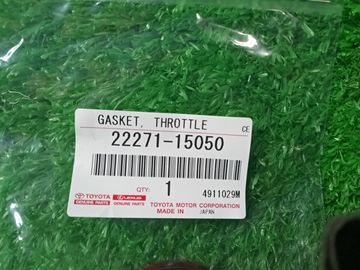 GASKET, THROTTLE
CE
22271-15050
QTY: 1 4911029M
TOYOTA LEXUS TOYOTA MOTOR CORPORATION
GENUINE PARTS GENUINE PARTS MADE IN JAPAN